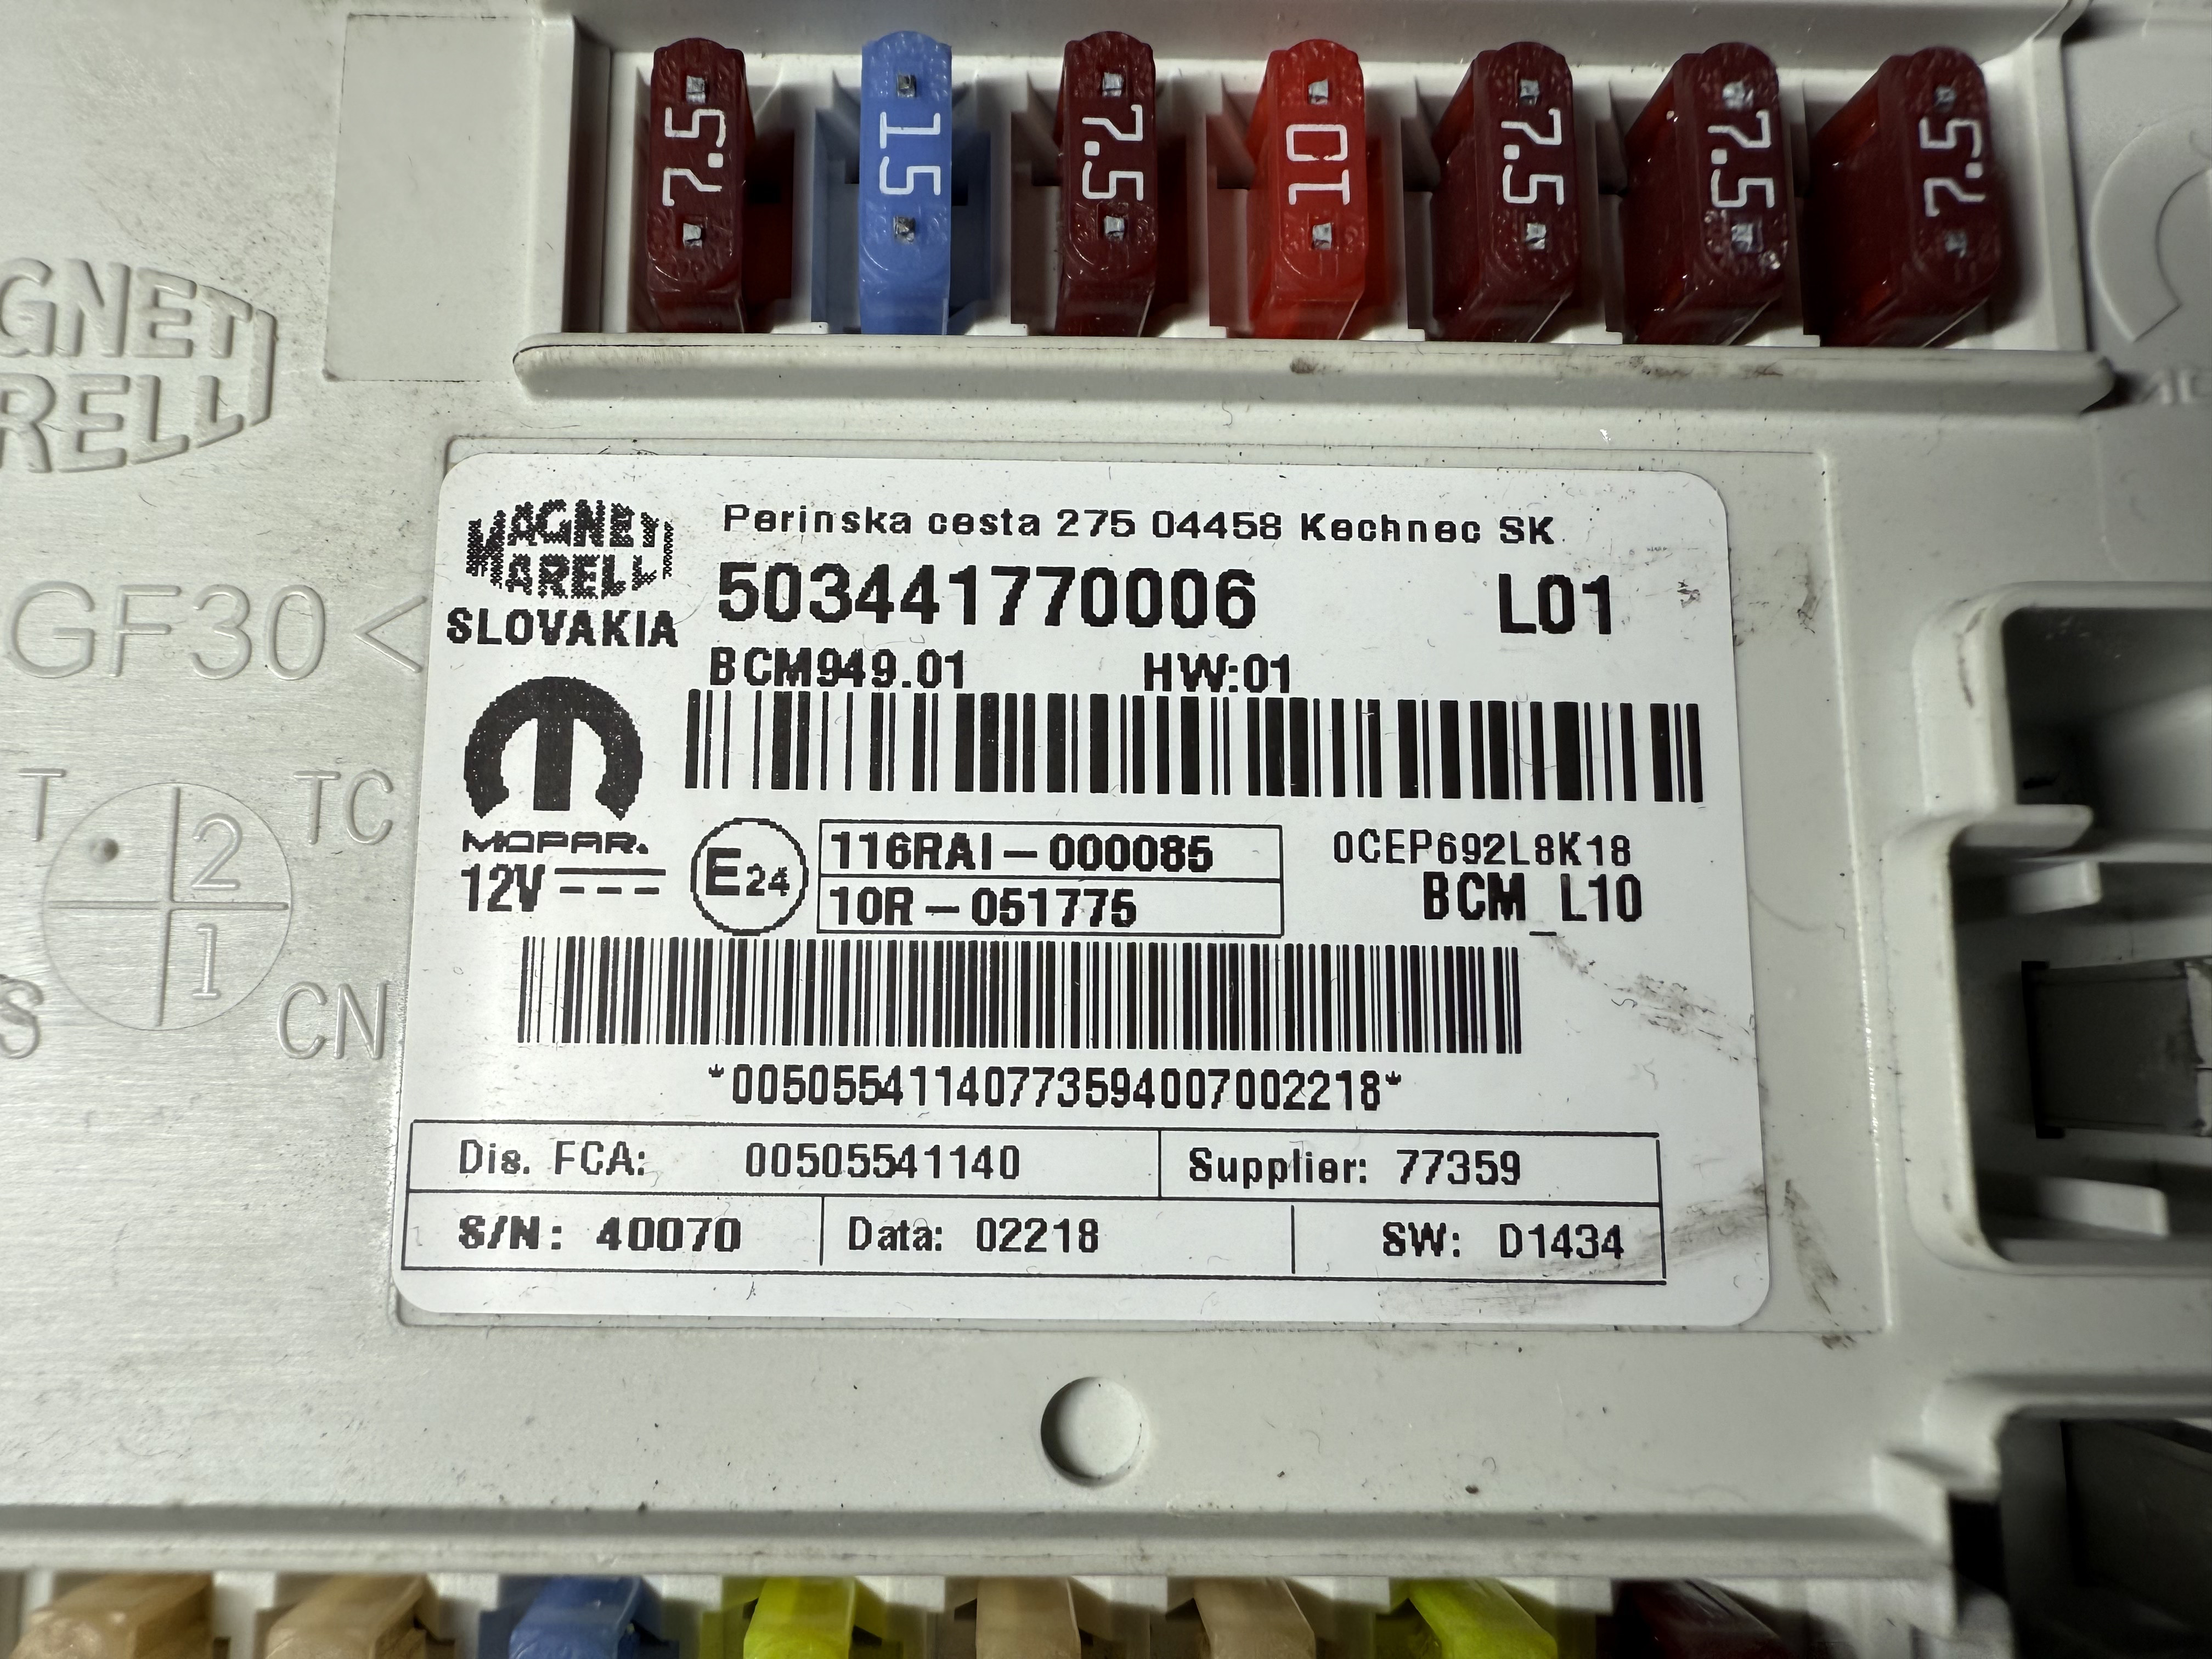 7.5
15
7.5
10
7.5
7.5
7.5
GNETI
RELLI
GF30 <
T
TC
2
1
S
CN
MAGNETI
MARELLI
SLOVAKIA
Perinska cesta 275 04458 Kechnec SK
503441770006 L01
BCM949.01 HW:01
MOPAR.
12V
E24
116RAI-000085
10R-051775
0CEP692L8K18
BCM_L10
*00505541140773594007002218*
Dis. FCA: 00505541140
Supplier: 77359
S/N: 40070
Data: 02218
SW: D1434